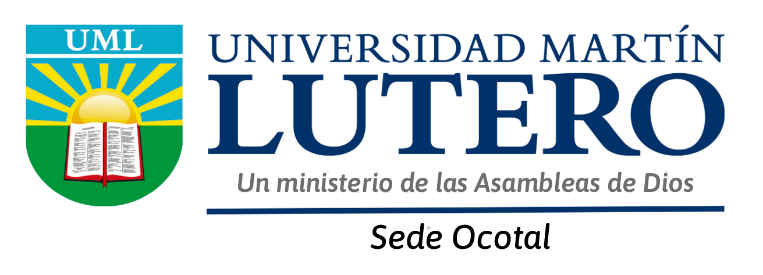 UML
UNIVERSIDAD MARTÍN
LUTERO
Un ministerio de las Asambleas de Dios
Sede Ocotal